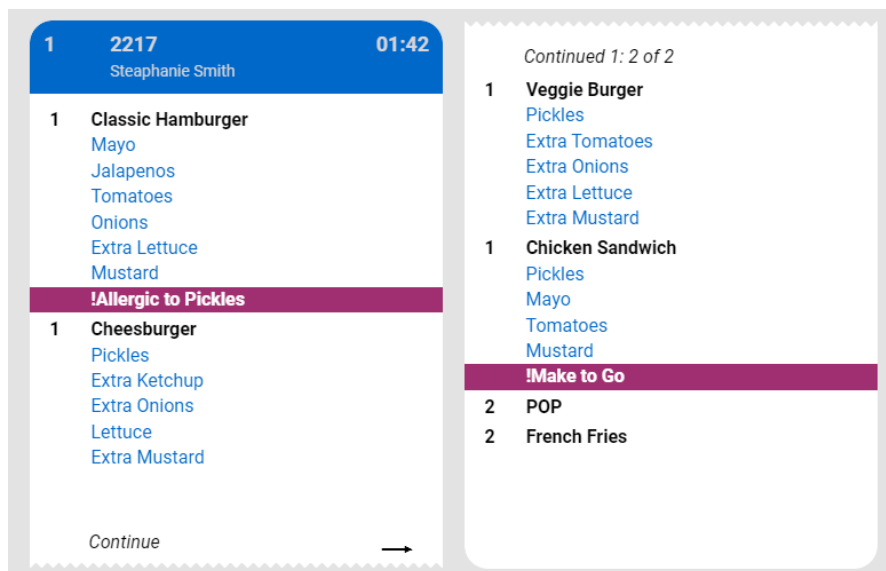 1 2217 01:42
Steaphanie Smith
1 Classic Hamburger
Mayo
Jalapenos
Tomatoes
Onions
Extra Lettuce
Mustard
!Allergic to Pickles
1 Cheesburger
Pickles
Extra Ketchup
Extra Onions
Lettuce
Extra Mustard
Continue
Continued 1: 2 of 2
1 Veggie Burger
Pickles
Extra Tomatoes
Extra Onions
Extra Lettuce
Extra Mustard
1 Chicken Sandwich
Pickles
Mayo
Tomatoes
Mustard
!Make to Go
2 POP
2 French Fries